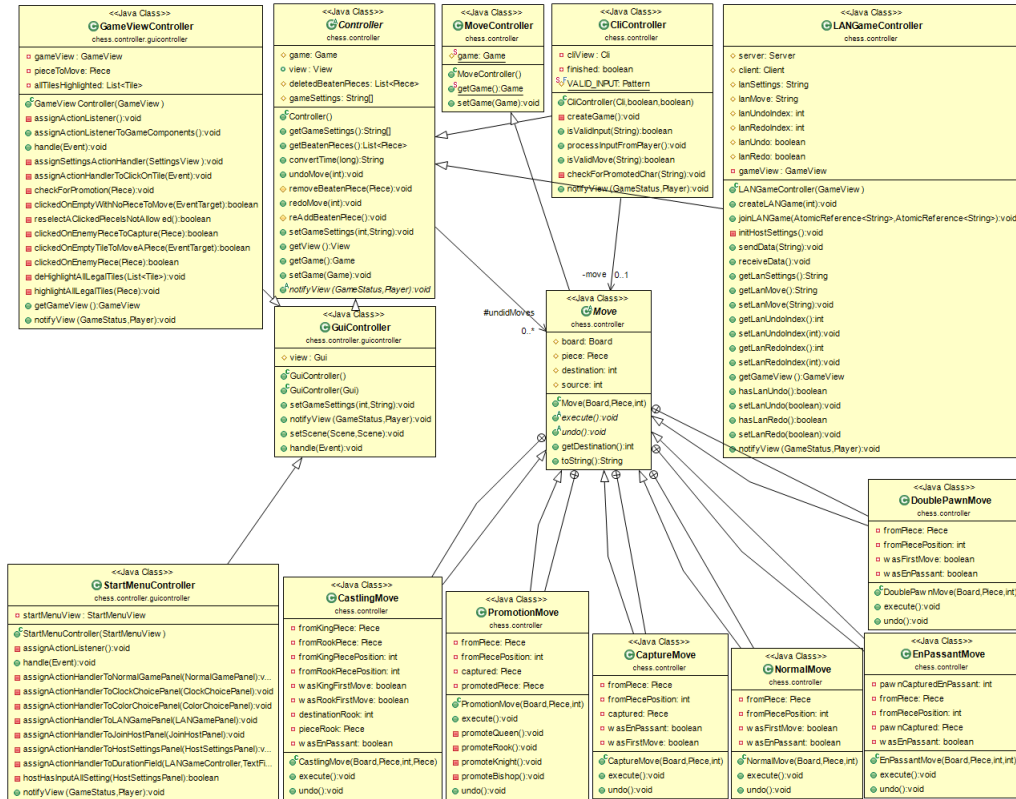 <<Java Class>>
GameViewController
chess.controller.guicontroller
gameView: GameView
pieceToMove: Piece
allTilesHighlighted: List<Tile>
GameViewController(GameView)
assignActionListener():void
assignActionListenerToGameComponents():void
handle(Event):void
assignSettingsActionHandler(SettingsView):void
assignActionHandlerToClickOnTile(Event):void
checkForPromotion(Piece):void
clickedOnEmptyWithNoPieceToMove(EventTarget):boolean
reselectAClickedPieceIsNotAllowed():boolean
clickedOnEnemyPieceToCapture(Piece):boolean
clickedOnEmptyTileToMoveAPiece(EventTarget):boolean
clickedOnEnemyPiece(Piece):boolean
deHighlightAllLegalTiles(List<Tile>):void
highlightAllLegalTiles(Piece):void
getGameView():GameView
notifyView(GameStatus,Player):void
<<Java Class>>
Controller
chess.controller
game: Game
view: View
deletedBeatenPieces: List<Piece>
gameSettings: String[]
Controller()
getGameSettings():String[]
getBeatenPieces():List<Piece>
convertTime(long):String
undoMove(int):void
removeBeatenPiece(Piece):void
redoMove(int):void
reAddBeatenPiece():void
setGameSettings(int,String):void
getView():View
getGame():Game
setGame(Game):void
notifyView(GameStatus,Player):void
<<Java Class>>
MoveController
chess.controller
game: Game
MoveController()
getGame():Game
setGame(Game):void
<<Java Class>>
CliController
chess.controller
cliView: Cli
finished: boolean
VALID_INPUT: Pattern
CliController(Cli,boolean,boolean)
createGame():void
isValidInput(String):boolean
processInputFromPlayer():void
isValidMove(String):boolean
checkForPromotedChar(String):void
notifyView(GameStatus,Player):void
<<Java Class>>
LANGameController
chess.controller
server: Server
client: Client
lanSettings: String
lanMove: String
lanUndoIndex: int
lanRedoIndex: int
lanUndo: boolean
lanRedo: boolean
gameView: GameView
LANGameController(GameView)
createLANGame(int):void
joinLANGame(AtomicReference<String>,AtomicReference<String>):void
initHostSettings():void
sendData(String):void
receiveData():void
getLanSettings():String
getLanMove():String
setLanMove(String):void
getLanUndoIndex():int
setLanUndoIndex(int):void
getLanRedoIndex():int
setLanRedoIndex(int):void
getGameView():GameView
hasLanUndo():boolean
setLanUndo(boolean):void
hasLanRedo():boolean
setLanRedo(boolean):void
notifyView(GameStatus,Player):void
-move 0..1
#undidMoves
0..*
<<Java Class>>
GuiController
chess.controller.guicontroller
view: Gui
GuiController()
GuiController(Gui)
setGameSettings(int,String):void
notifyView(GameStatus,Player):void
setScene(Scene,Scene):void
handle(Event):void
<<Java Class>>
Move
chess.controller
board: Board
piece: Piece
destination: int
source: int
Move(Board,Piece,int)
execute():void
undo():void
getDestination():int
toString():String
<<Java Class>>
StartMenuController
chess.controller.guicontroller
startMenuView: StartMenuView
StartMenuController(StartMenuView)
assignActionListener():void
handle(Event):void
assignActionHandlerToNormalGamePanel(NormalGamePanel):v...
assignActionHandlerToClockChoicePanel(ClockChoicePanel):void
assignActionHandlerToColorChoicePanel(ColorChoicePanel):void
assignActionHandlerToLANGamePanel(LANGamePanel):void
assignActionHandlerToJoinHostPanel(JoinHostPanel):void
assignActionHandlerToHostSettingsPanel(HostSettingsPanel):v...
assignActionHandlerToDurationField(LANGameController,TextFi...
hostHasInputAllSetting(HostSettingsPanel):boolean
notifyView(GameStatus,Player):void
<<Java Class>>
CastlingMove
chess.controller
fromKingPiece: Piece
fromRookPiece: Piece
fromKingPiecePosition: int
fromRookPiecePosition: int
wasKingFirstMove: boolean
wasRookFirstMove: boolean
destinationRook: int
pieceRook: Piece
wasEnPassant: boolean
CastlingMove(Board,Piece,int,Piece)
execute():void
undo():void
<<Java Class>>
PromotionMove
chess.controller
fromPiece: Piece
fromPiecePosition: int
captured: Piece
promotedPiece: Piece
PromotionMove(Board,Piece,int)
execute():void
promoteQueen():void
promoteRook():void
promoteKnight():void
promoteBishop():void
undo():void
<<Java Class>>
CaptureMove
chess.controller
fromPiece: Piece
fromPiecePosition: int
captured: Piece
wasEnPassant: boolean
wasFirstMove: boolean
CaptureMove(Board,Piece,int)
execute():void
undo():void
<<Java Class>>
NormalMove
chess.controller
fromPiece: Piece
fromPiecePosition: int
wasFirstMove: boolean
wasEnPassant: boolean
NormalMove(Board,Piece,int)
execute():void
undo():void
<<Java Class>>
DoublePawnMove
chess.controller
fromPiece: Piece
fromPiecePosition: int
wasFirstMove: boolean
wasEnPassant: boolean
DoublePawnMove(Board,Piece,int)
execute():void
undo():void
<<Java Class>>
EnPassantMove
chess.controller
pawnCapturedEnPassant: int
fromPiece: Piece
fromPiecePosition: int
pawnCaptured: Piece
wasEnPassant: boolean
EnPassantMove(Board,Piece,int)
execute():void
undo():void